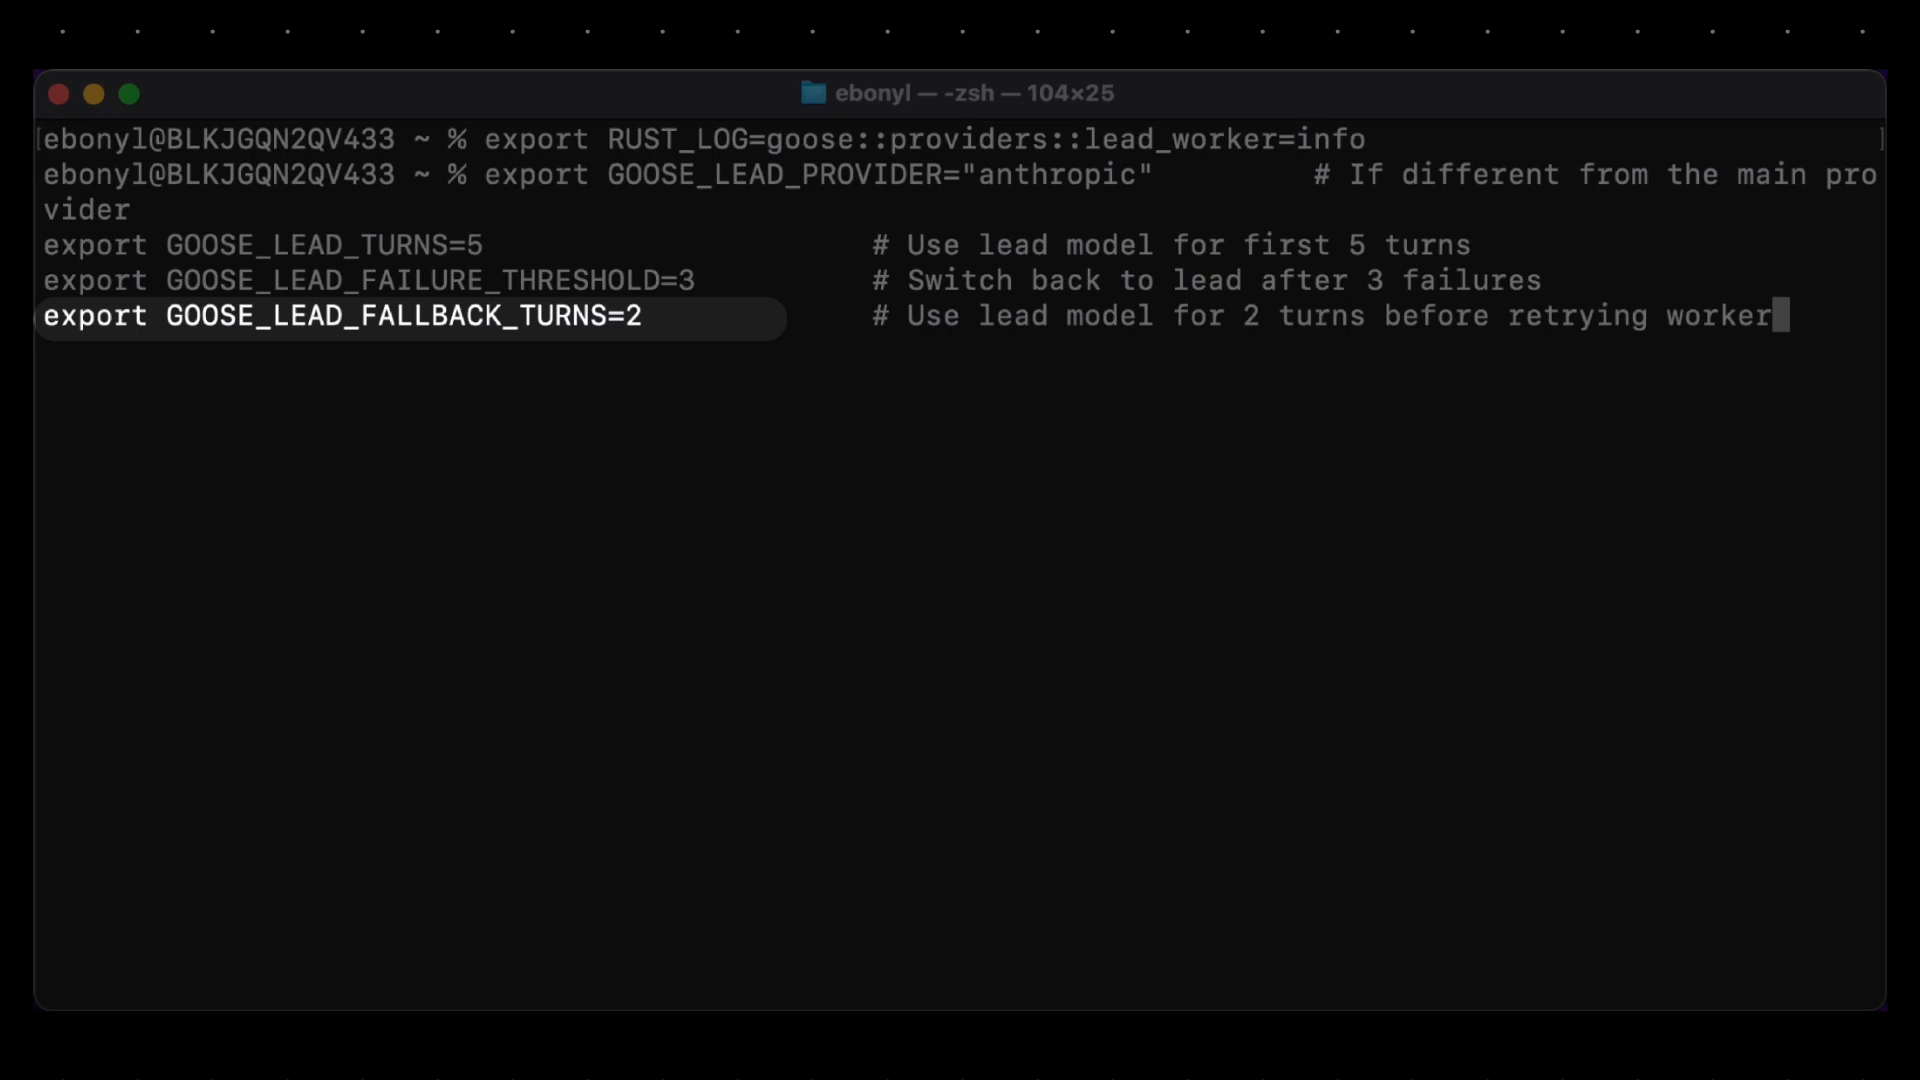 ebonyl — -zsh — 104×25
[ebonyl@BLKJGQN2QV433 ~ % export RUST_LOG=goose::providers::lead_worker=info ]
ebonyl@BLKJGQN2QV433 ~ % export GOOSE_LEAD_PROVIDER="anthropic"         # If different from the main pro
vider
export GOOSE_LEAD_TURNS=5                      # Use lead model for first 5 turns
export GOOSE_LEAD_FAILURE_THRESHOLD=3          # Switch back to lead after 3 failures
export GOOSE_LEAD_FALLBACK_TURNS=2             # Use lead model for 2 turns before retrying worker